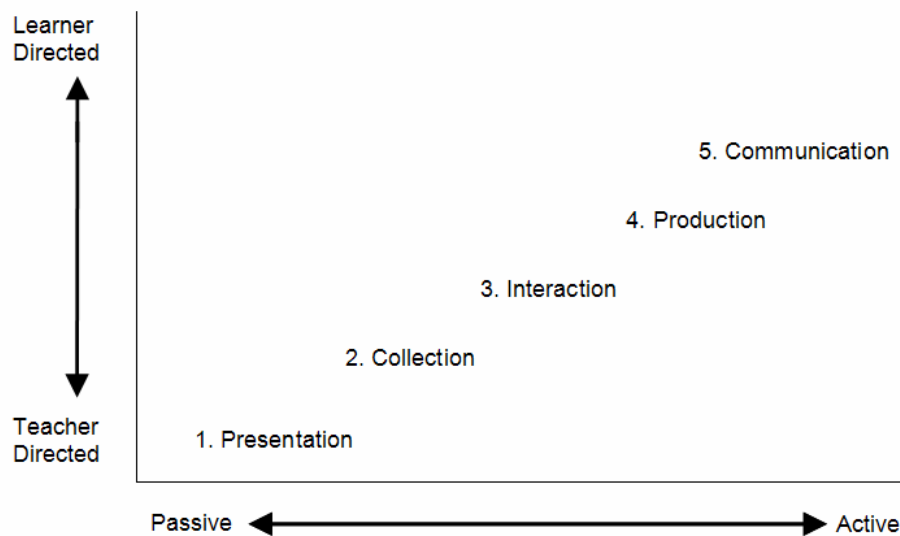 Learner
Directed
5. Communication
4. Production
3. Interaction
2. Collection
Teacher
Directed
1. Presentation
Passive
Active